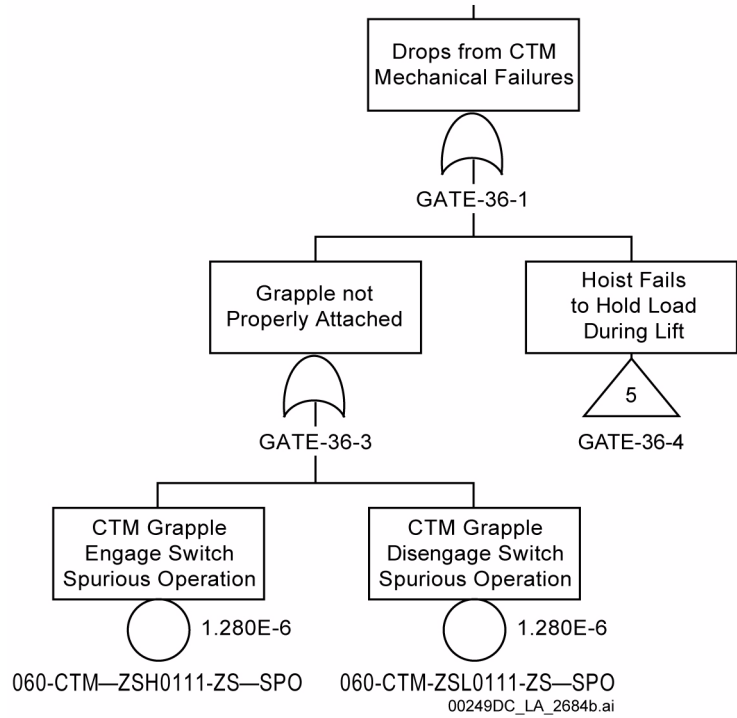 Drops from CTM
Mechanical Failures
GATE-36-1
Grapple not
Properly Attached
Hoist Fails
to Hold Load
During Lift
GATE-36-3
5
GATE-36-4
CTM Grapple
Engage Switch
Spurious Operation
CTM Grapple
Disengage Switch
Spurious Operation
1.280E-6
1.280E-6
060-CTM—ZSH0111-ZS—SPO
060-CTM-ZSL0111-ZS—SPO
00249DC_LA_2684b.ai